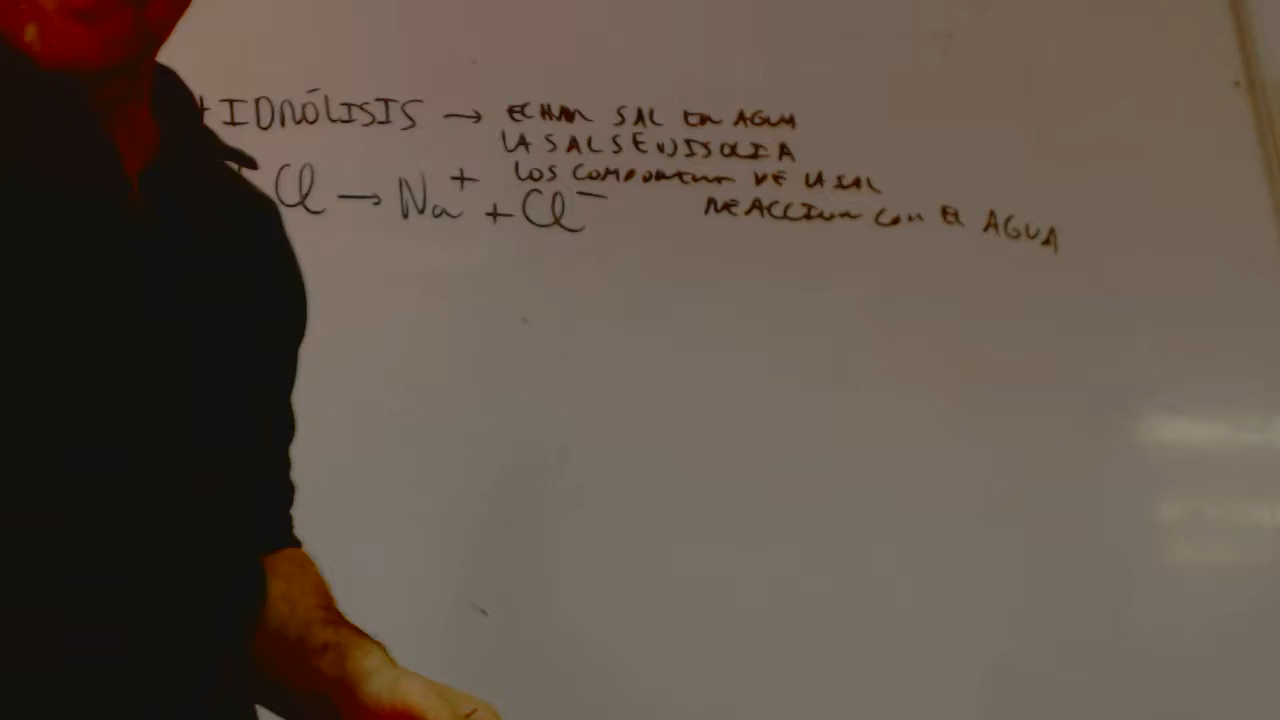 HIDRÓLISIS → ECHAR SAL EN AGUA
LA SAL SE DISOCIA
LOS COMPONENTES DE LA SAL
REACCIONAN CON EL AGUA
Cl → Na⁺ + Cl⁻